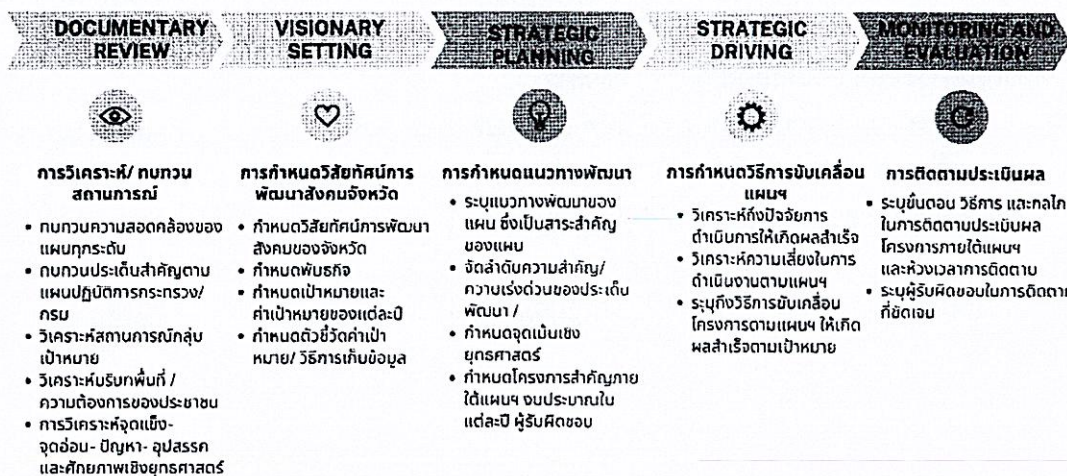 DOCUMENTARY
REVIEW
การวิเคราะห์/ ทบทวน
สถานการณ์
• ทบทวนความสอดคล้องของ
แผนทุกระดับ
• ทบทวนประเด็นสำคัญตาม
แผนปฏิบัติการกระทรวง/
กรม
• วิเคราะห์สถานการณ์กลุ่ม
เป้าหมาย
• วิเคราะห์บริบทพื้นที่ /
ความต้องการของประชาชน
• การวิเคราะห์จุดแข็ง-
จุดอ่อน- ปัญหา- อุปสรรค
และศักยภาพเชิงยุทธศาสตร์
VISIONARY
SETTING
การกำหนดวิสัยทัศน์การ
พัฒนาสังคมจังหวัด
• กำหนดวิสัยทัศน์การพัฒนา
สังคมของจังหวัด
• กำหนดพันธกิจ
• กำหนดเป้าหมายและ
ค่าเป้าหมายของแต่ละปี
• กำหนดตัวชี้วัดค่าเป้า
หมาย/ วิธีการเก็บข้อมูล
STRATEGIC
PLANNING
การกำหนดแนวทางพัฒนา
• ระบุแนวทางพัฒนาของ
แผน ซึ่งเป็นสาระสำคัญ
ของแผน
• จัดลำดับความสำคัญ/
ความเร่งด่วนของประเด็น
พัฒนา /
• กำหนดจุดเน้นเชิง
ยุทธศาสตร์
• กำหนดโครงการสำคัญภาย
ใต้แผนฯ งบประมาณใน
แต่ละปี ผู้รับผิดชอบ
STRATEGIC
DRIVING
การกำหนดวิธีการขับเคลื่อน
แผนฯ
• วิเคราะห์ถึงปัจจัยการ
ดำเนินการให้เกิดผลสำเร็จ
• วิเคราะห์ความเสี่ยงในการ
ดำเนินงานตามแผนฯ
• ระบุถึงวิธีการขับเคลื่อน
โครงการตามแผนฯ ให้เกิด
ผลสำเร็จตามเป้าหมาย
MONITORING AND
EVALUATION
การติดตามประเมินผล
• ระบุขั้นตอน วิธีการ และกลไก
ในการติดตามประเมินผล
โครงการภายใต้แผนฯ
และห้วงเวลาการติดตาม
• ระบุผู้รับผิดชอบในการติดตาม
ที่ชัดเจน